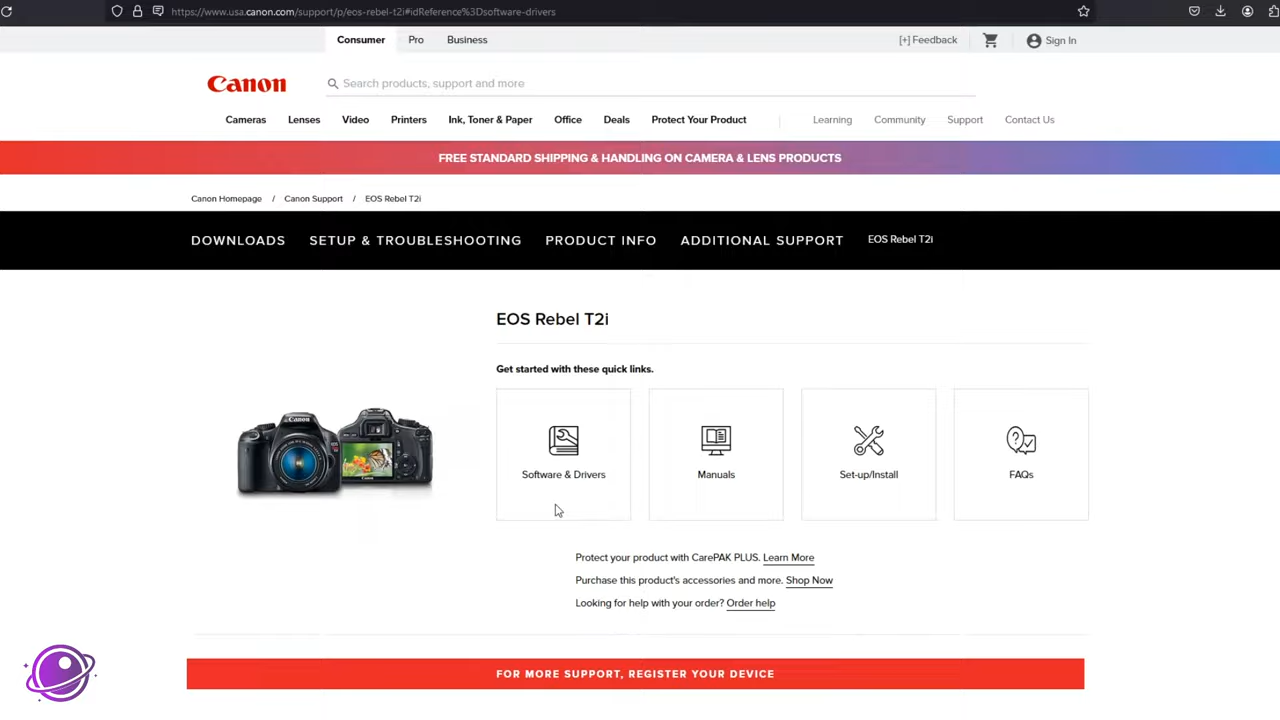 https://www.usa.canon.com/support/p/eos-rebel-t2i#idReference%3Dsoftware-drivers
Consumer Pro Business [+] Feedback Sign In
Canon Search products, support and more
Cameras Lenses Video Printers Ink, Toner & Paper Office Deals Protect Your Product Learning Community Support Contact Us
FREE STANDARD SHIPPING & HANDLING ON CAMERA & LENS PRODUCTS
Canon Homepage / Canon Support / EOS Rebel T2i
DOWNLOADS SETUP & TROUBLESHOOTING PRODUCT INFO ADDITIONAL SUPPORT EOS Rebel T2i
EOS Rebel T2i
Get started with these quick links.
Canon
Software & Drivers Manuals Set-up/Install FAQs
Canon
Protect your product with CarePAK PLUS. Learn More
Purchase this product's accessories and more. Shop Now
Looking for help with your order? Order help
FOR MORE SUPPORT, REGISTER YOUR DEVICE